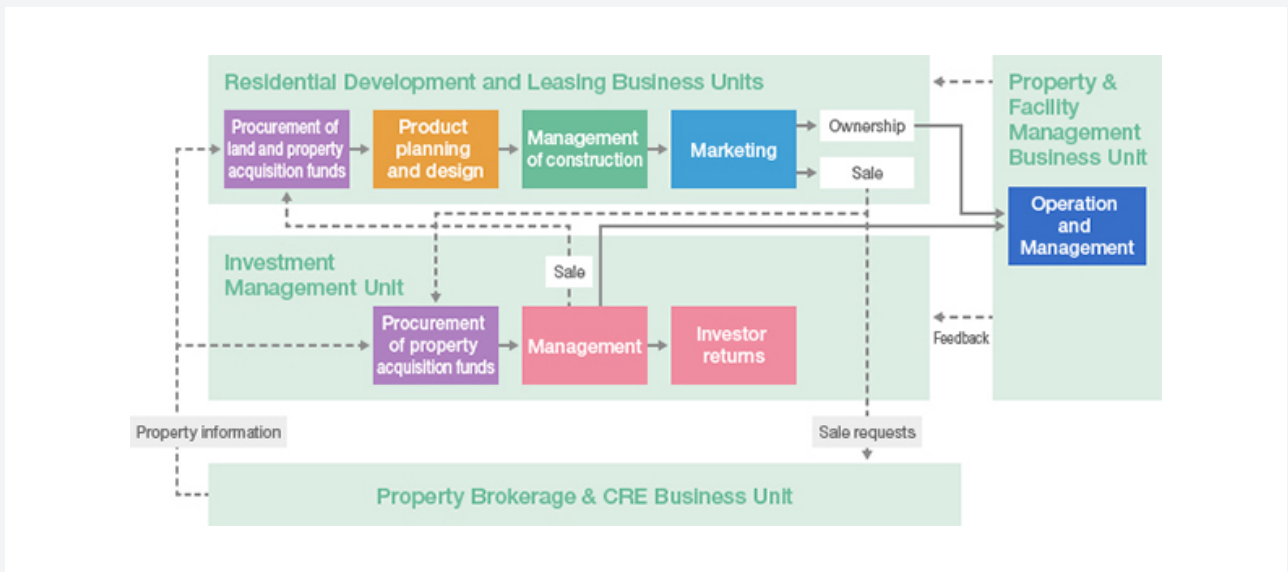 Residential Development and Leasing Business Units
Procurement of
land and property
acquisition funds
Product
planning
and design
Management
of construction
Marketing
Ownership
Sale
Property &
Facility
Management
Business Unit
Operation
and
Management
Investment
Management Unit
Sale
Procurement
of property
acquisition funds
Management
Investor
returns
Feedback
Property information
Sale requests
Property Brokerage & CRE Business Unit